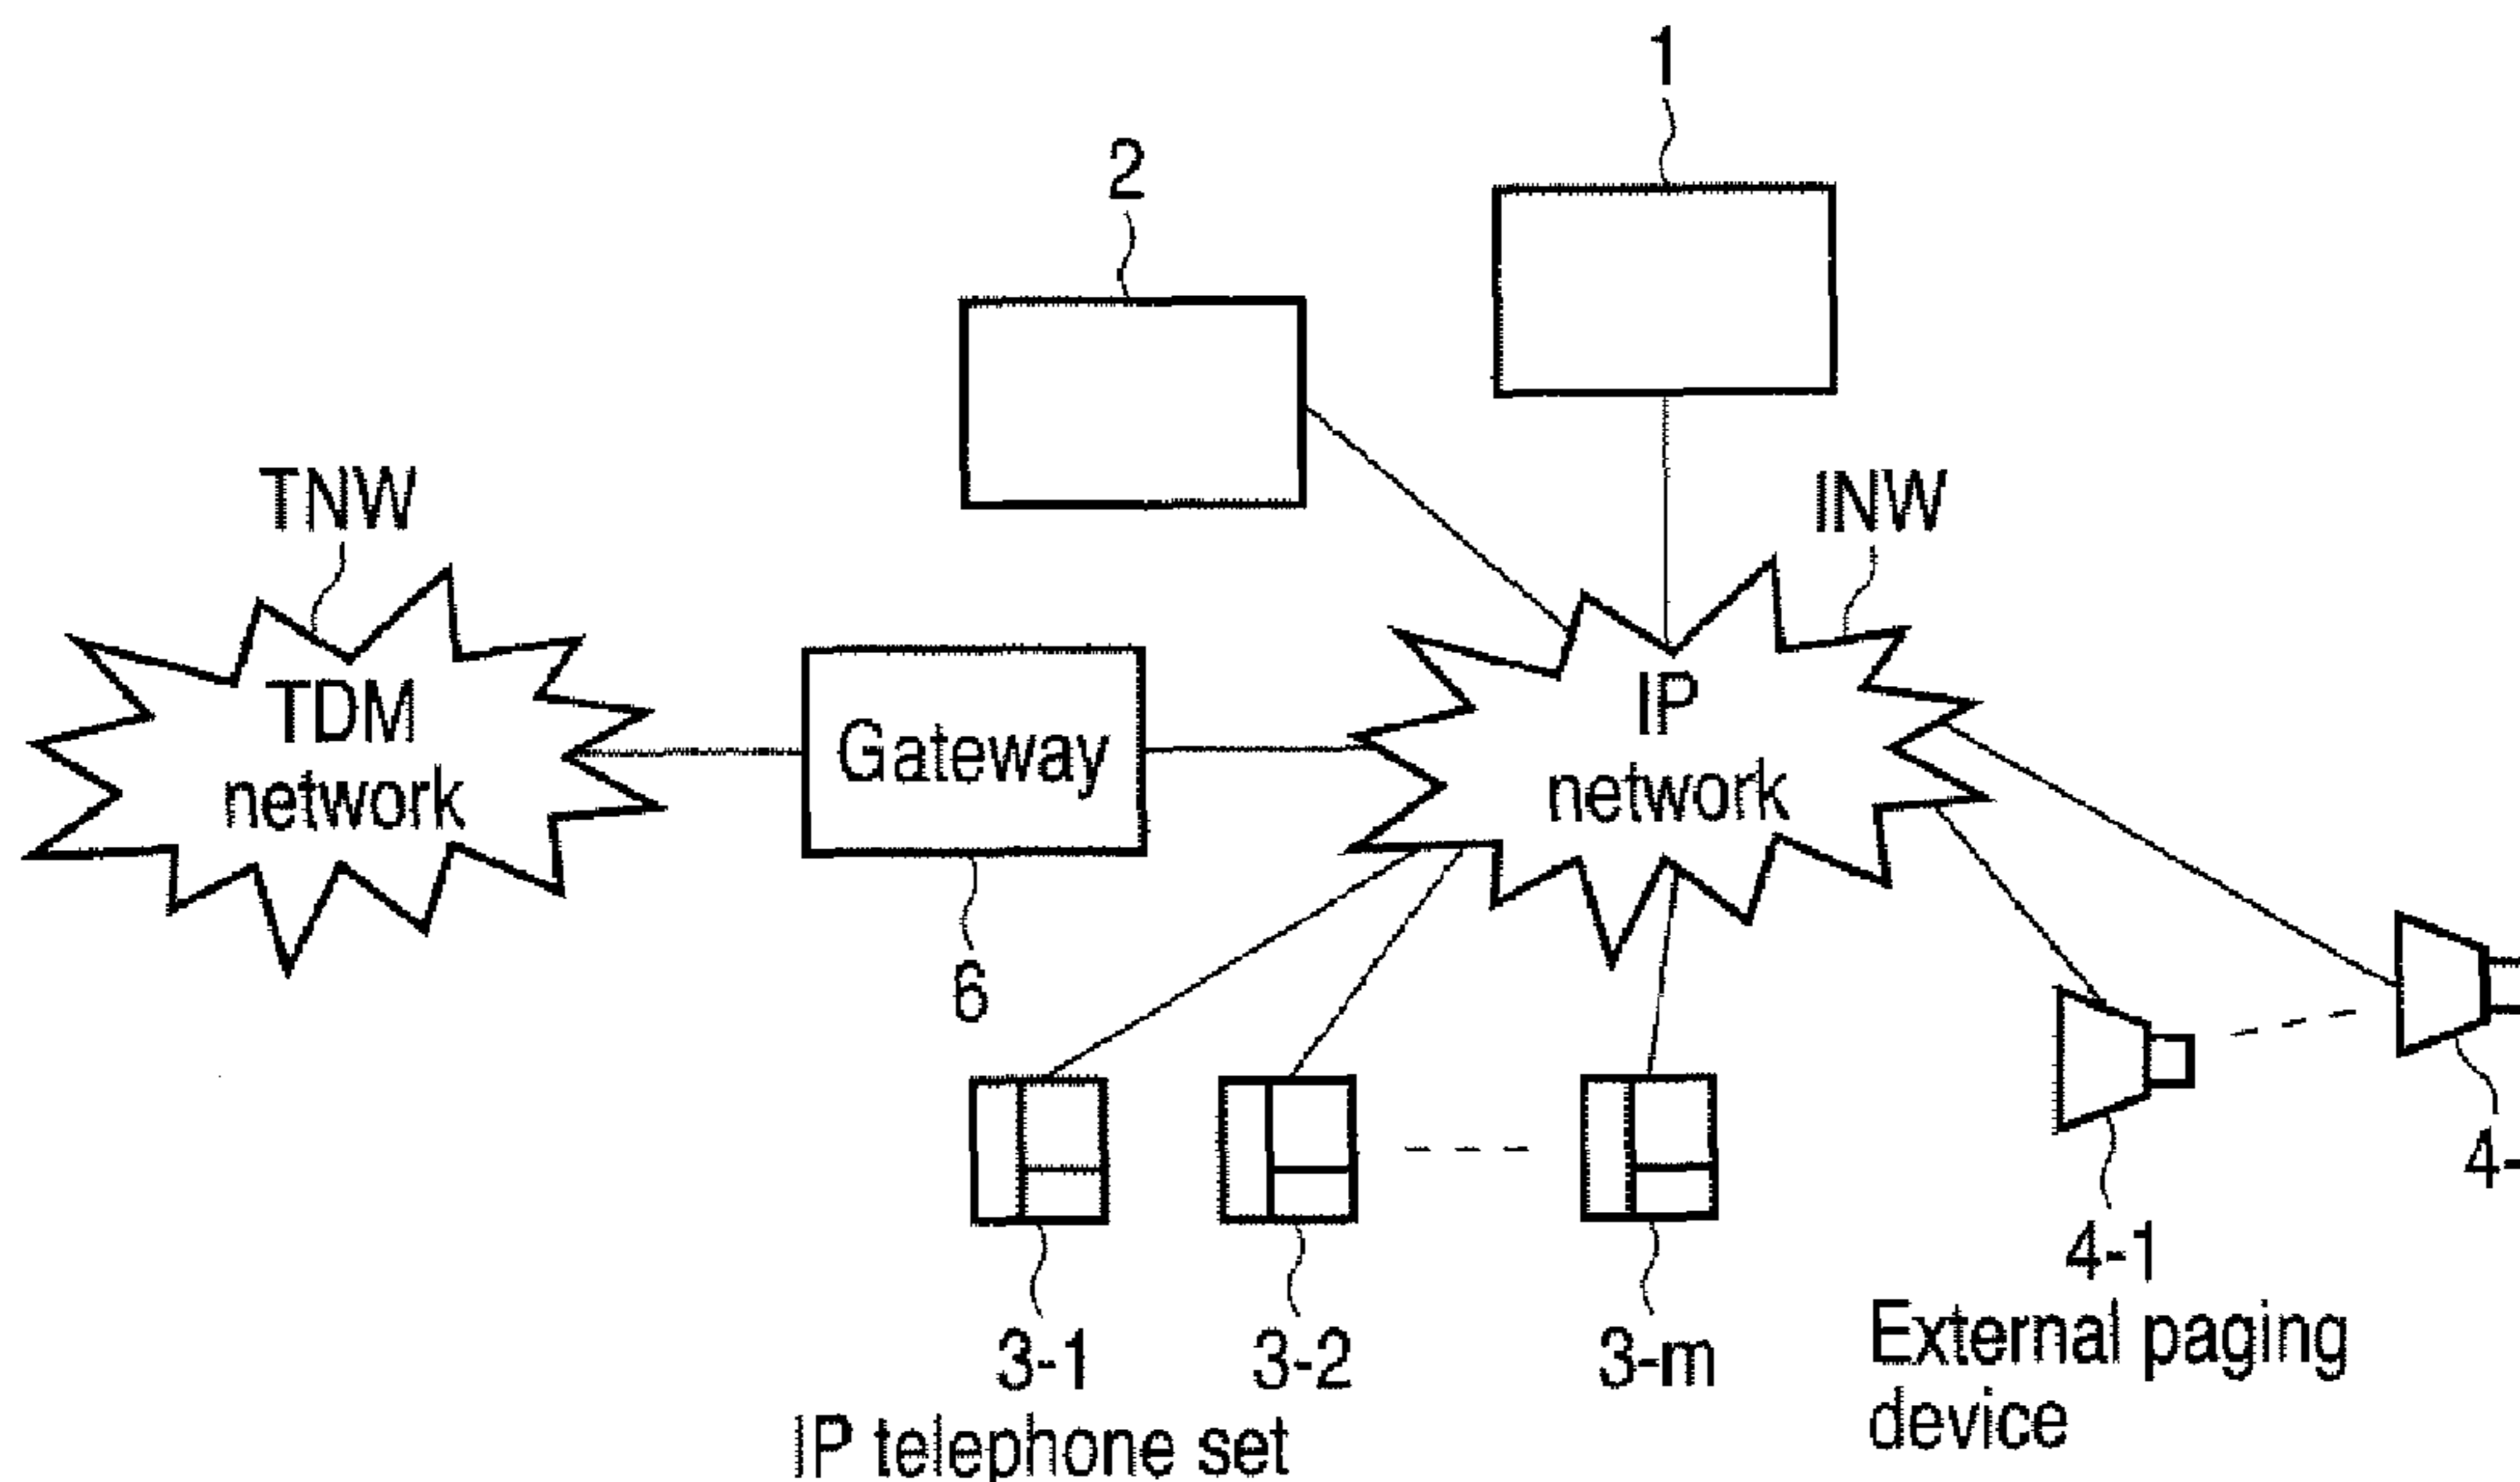 1
2
TNW
INW
TDM
network
Gateway
IP
network
6
4-
4-1
External paging
device
3-1
3-2
3-m
IP telephone set